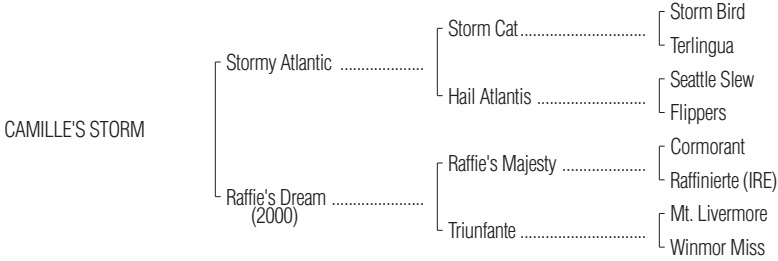 Storm Bird
Storm Cat..............................
Terlingua
Stormy Atlantic ....................
Seattle Slew
Hail Atlantis ..........................
Flippers
CAMILLE'S STORM
Cormorant
Raffie's Majesty ....................
Raffinierte (IRE)
Raffie's Dream ......................
(2000)
Mt. Livermore
Triunfante ..............................
Winmor Miss